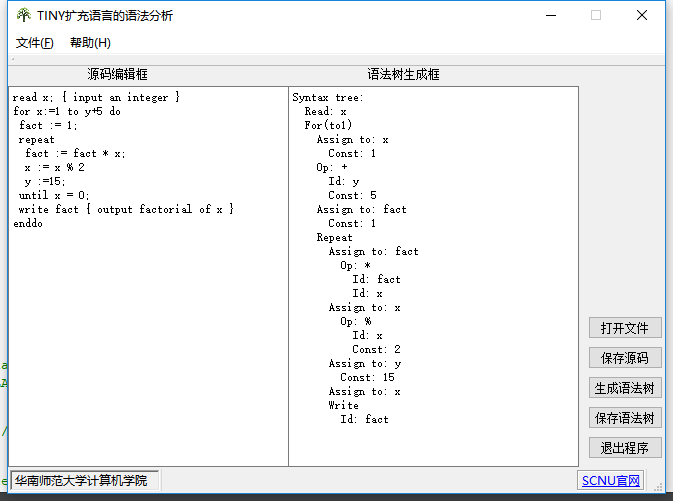 TINY扩充语言的语法分析
文件(F) 帮助(H)
源码编辑框
语法树生成框
read x; { input an integer }
for x:=1 to y+5 do
fact := 1;
repeat
fact := fact * x;
x := x % 2
y :=15;
until x = 0;
write fact { output factorial of x }
enddo
Syntax tree:
Read: x
For(to1)
Assign to: x
Const: 1
Op: +
Id: y
Const: 5
Assign to: fact
Const: 1
Repeat
Assign to: fact
Op: *
Id: fact
Id: x
Assign to: x
Op: %
Id: x
Const: 2
Assign to: y
Const: 15
Assign to: x
Write
Id: fact
打开文件
保存源码
生成语法树
保存语法树
退出程序
华南师范大学计算机学院
SCNU官网